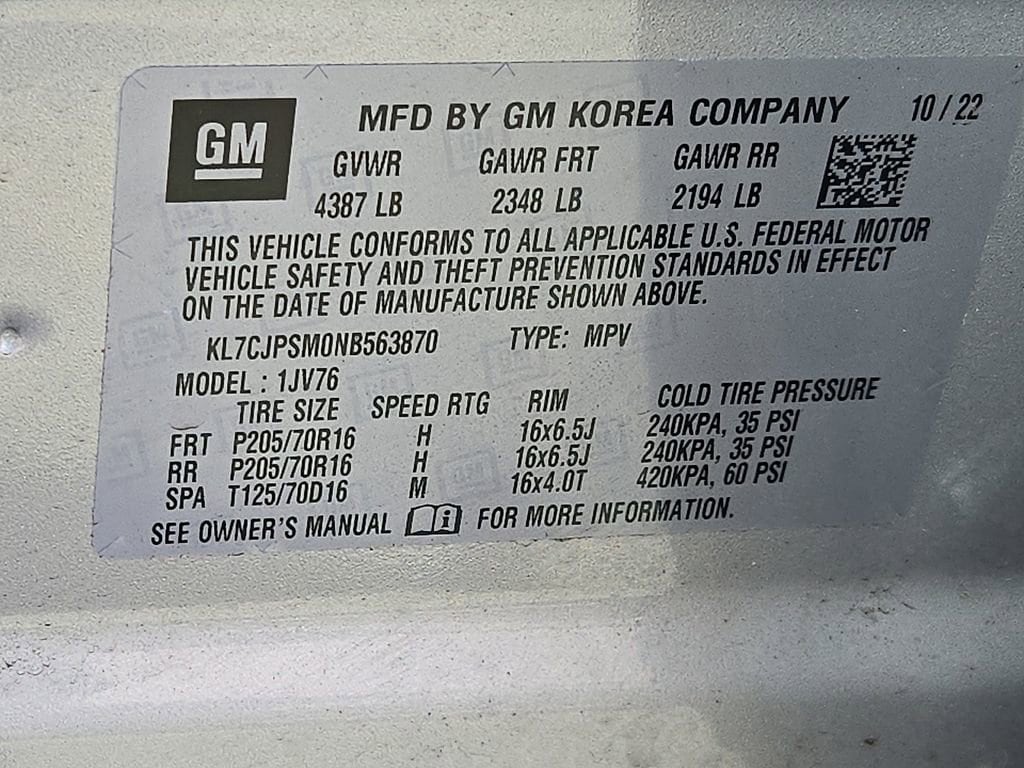 GM MFD BY GM KOREA COMPANY 10/22
GVWR GAWR FRT GAWR RR
4387 LB 2348 LB 2194 LB
THIS VEHICLE CONFORMS TO ALL APPLICABLE U.S. FEDERAL MOTOR
VEHICLE SAFETY AND THEFT PREVENTION STANDARDS IN EFFECT
ON THE DATE OF MANUFACTURE SHOWN ABOVE.
KL7CJPSM0NB563870 TYPE: MPV
MODEL : 1JV76
TIRE SIZE SPEED RTG RIM COLD TIRE PRESSURE
FRT P205/70R16 H 16x6.5J 240KPA, 35 PSI
RR P205/70R16 H 16x6.5J 240KPA, 35 PSI
SPA T125/70D16 M 16x4.0T 420KPA, 60 PSI
SEE OWNER'S MANUAL FOR MORE INFORMATION.